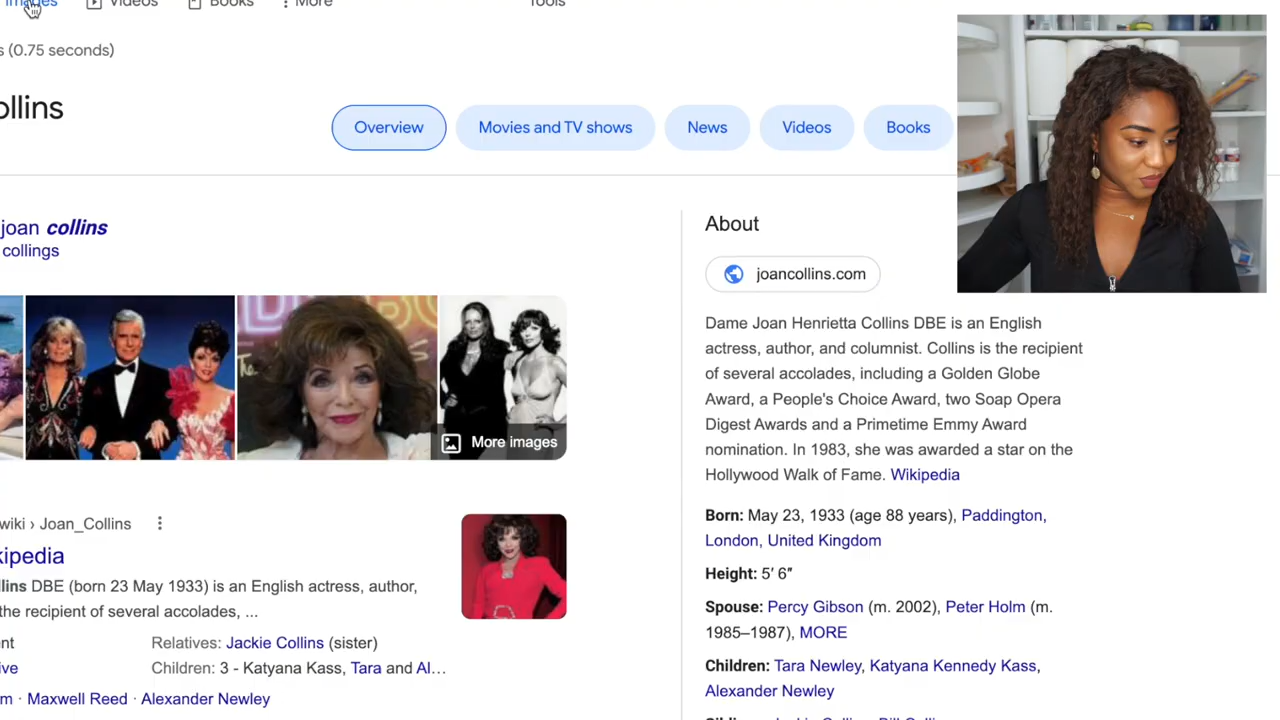 Images Videos Books More Tools
s (0.75 seconds)
ollins
Overview Movies and TV shows News Videos Books
joan collins
collings
About
joancollins.com
More images
Dame Joan Henrietta Collins DBE is an English
actress, author, and columnist. Collins is the recipient
of several accolades, including a Golden Globe
Award, a People's Choice Award, two Soap Opera
Digest Awards and a Primetime Emmy Award
nomination. In 1983, she was awarded a star on the
Hollywood Walk of Fame. Wikipedia
wiki › Joan_Collins
kipedia
llins DBE (born 23 May 1933) is an English actress, author,
the recipient of several accolades, ...
ent Relatives: Jackie Collins (sister)
ive Children: 3 - Katyana Kass, Tara and Al...
m · Maxwell Reed · Alexander Newley
Born: May 23, 1933 (age 88 years), Paddington,
London, United Kingdom
Height: 5′ 6″
Spouse: Percy Gibson (m. 2002), Peter Holm (m.
1985–1987), MORE
Children: Tara Newley, Katyana Kennedy Kass,
Alexander Newley